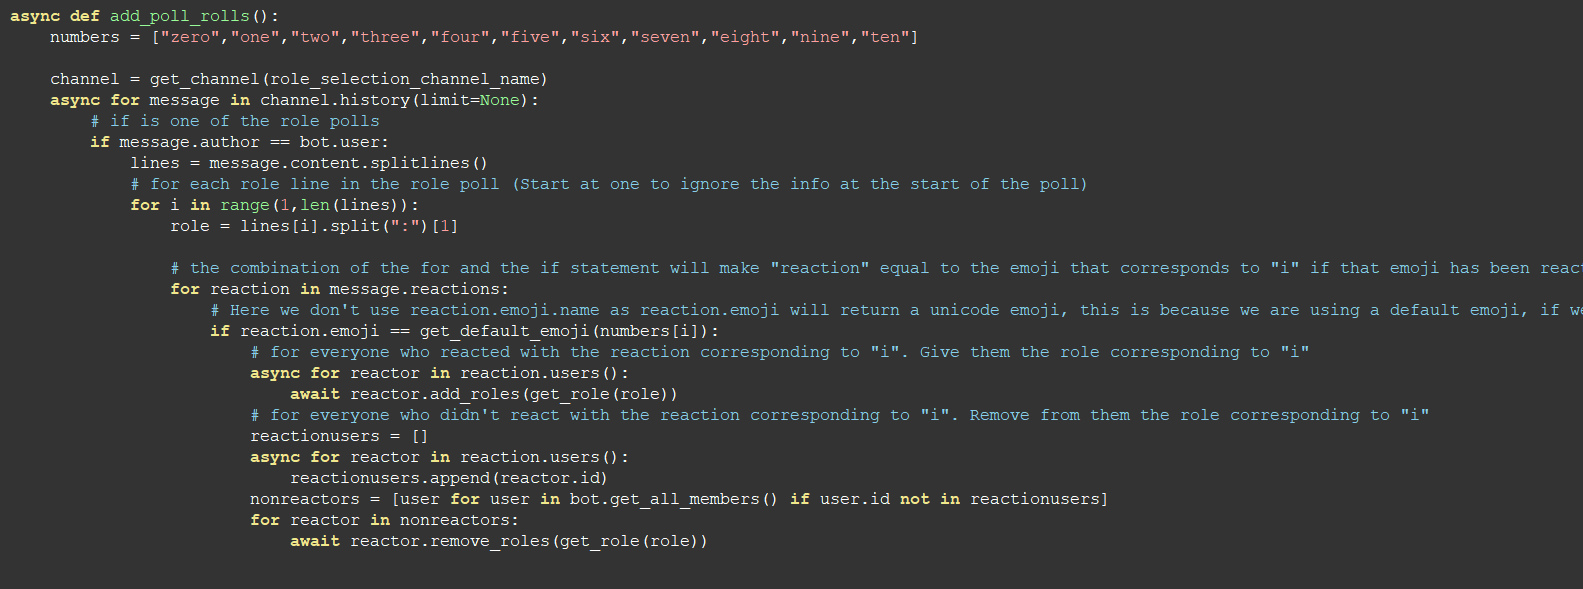 async def add_poll_rolls():
    numbers = ["zero","one","two","three","four","five","six","seven","eight","nine","ten"]
    channel = get_channel(role_selection_channel_name)
    async for message in channel.history(limit=None):
        # if is one of the role polls
        if message.author == bot.user:
            lines = message.content.splitlines()
            # for each role line in the role poll (Start at one to ignore the info at the start of the poll)
            for i in range(1,len(lines)):
                role = lines[i].split(":")[1]
                # the combination of the for and the if statement will make "reaction" equal to the emoji that corresponds to "i" if that emoji has been reac
                for reaction in message.reactions:
                    # Here we don't use reaction.emoji.name as reaction.emoji will return a unicode emoji, this is because we are using a default emoji, if we
                    if reaction.emoji == get_default_emoji(numbers[i]):
                        # for everyone who reacted with the reaction corresponding to "i". Give them the role corresponding to "i"
                        async for reactor in reaction.users():
                            await reactor.add_roles(get_role(role))
                        # for everyone who didn't react with the reaction corresponding to "i". Remove from them the role corresponding to "i"
                        reactionusers = []
                        async for reactor in reaction.users():
                            reactionusers.append(reactor.id)
                        nonreactors = [user for user in bot.get_all_members() if user.id not in reactionusers]
                        for reactor in nonreactors:
                            await reactor.remove_roles(get_role(role))